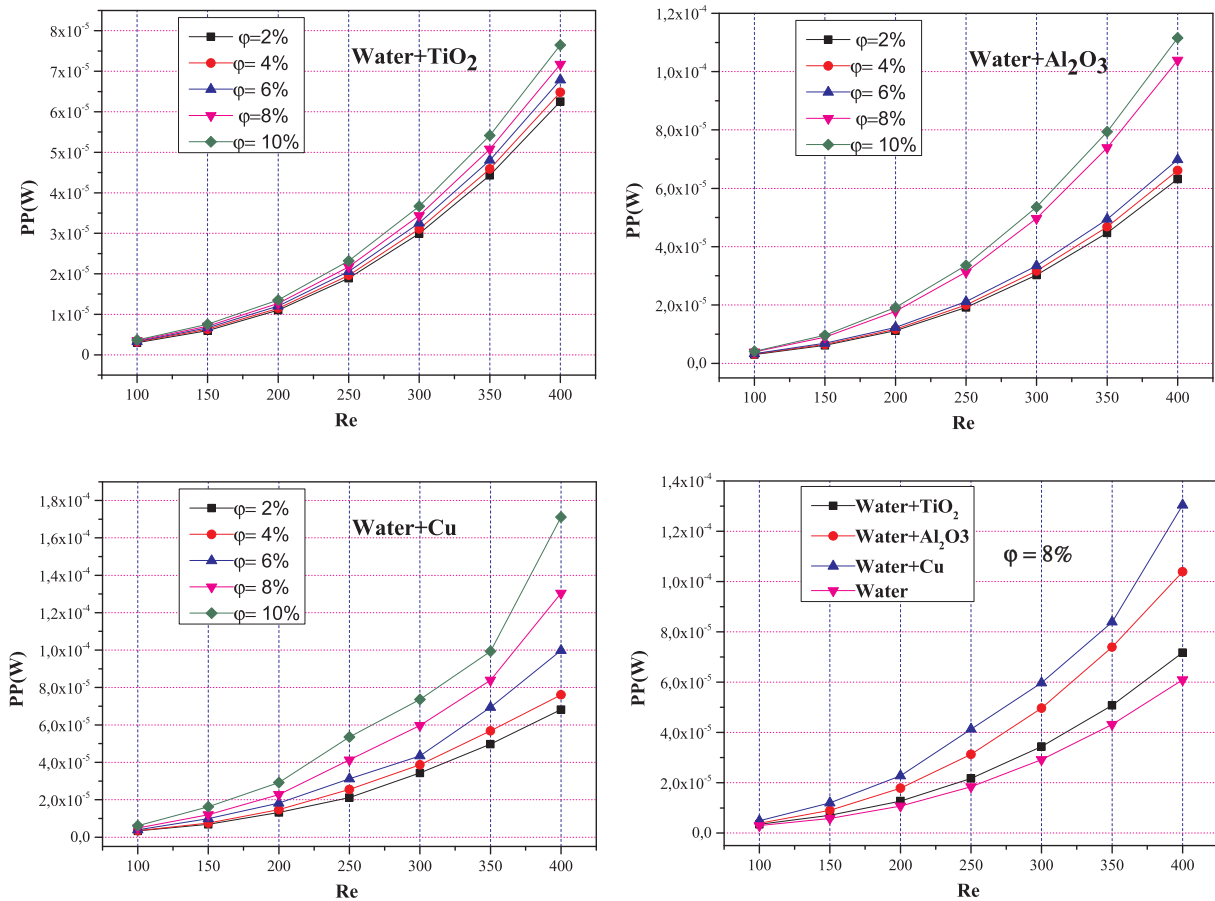 8x10-5
7x10-5
6x10-5
5x10-5
4x10-5
3x10-5
2x10-5
1x10-5
0
PP(W)
φ=2%
φ= 4%
φ= 6%
φ=8%
φ= 10%
Water+TiO2
100 150 200 250 300 350 400
Re
1,2x10-4
1,0x10-4
8,0x10-5
6,0x10-5
4,0x10-5
2,0x10-5
0,0
PP(W)
φ=2%
φ= 4%
φ= 6%
φ=8%
φ= 10%
Water+Al2O3
100 150 200 250 300 350 400
Re
1,8x10-4
1,6x10-4
1,4x10-4
1,2x10-4
1,0x10-4
8,0x10-5
6,0x10-5
4,0x10-5
2,0x10-5
0,0
PP(W)
φ= 2%
φ= 4%
φ= 6%
φ= 8%
φ= 10%
Water+Cu
100 150 200 250 300 350 400
Re
1,4x10-4
1,2x10-4
1,0x10-4
8,0x10-5
6,0x10-5
4,0x10-5
2,0x10-5
0,0
PP(W)
Water+TiO2
Water+Al2O3
Water+Cu
Water
φ = 8%
100 150 200 250 300 350 400
Re